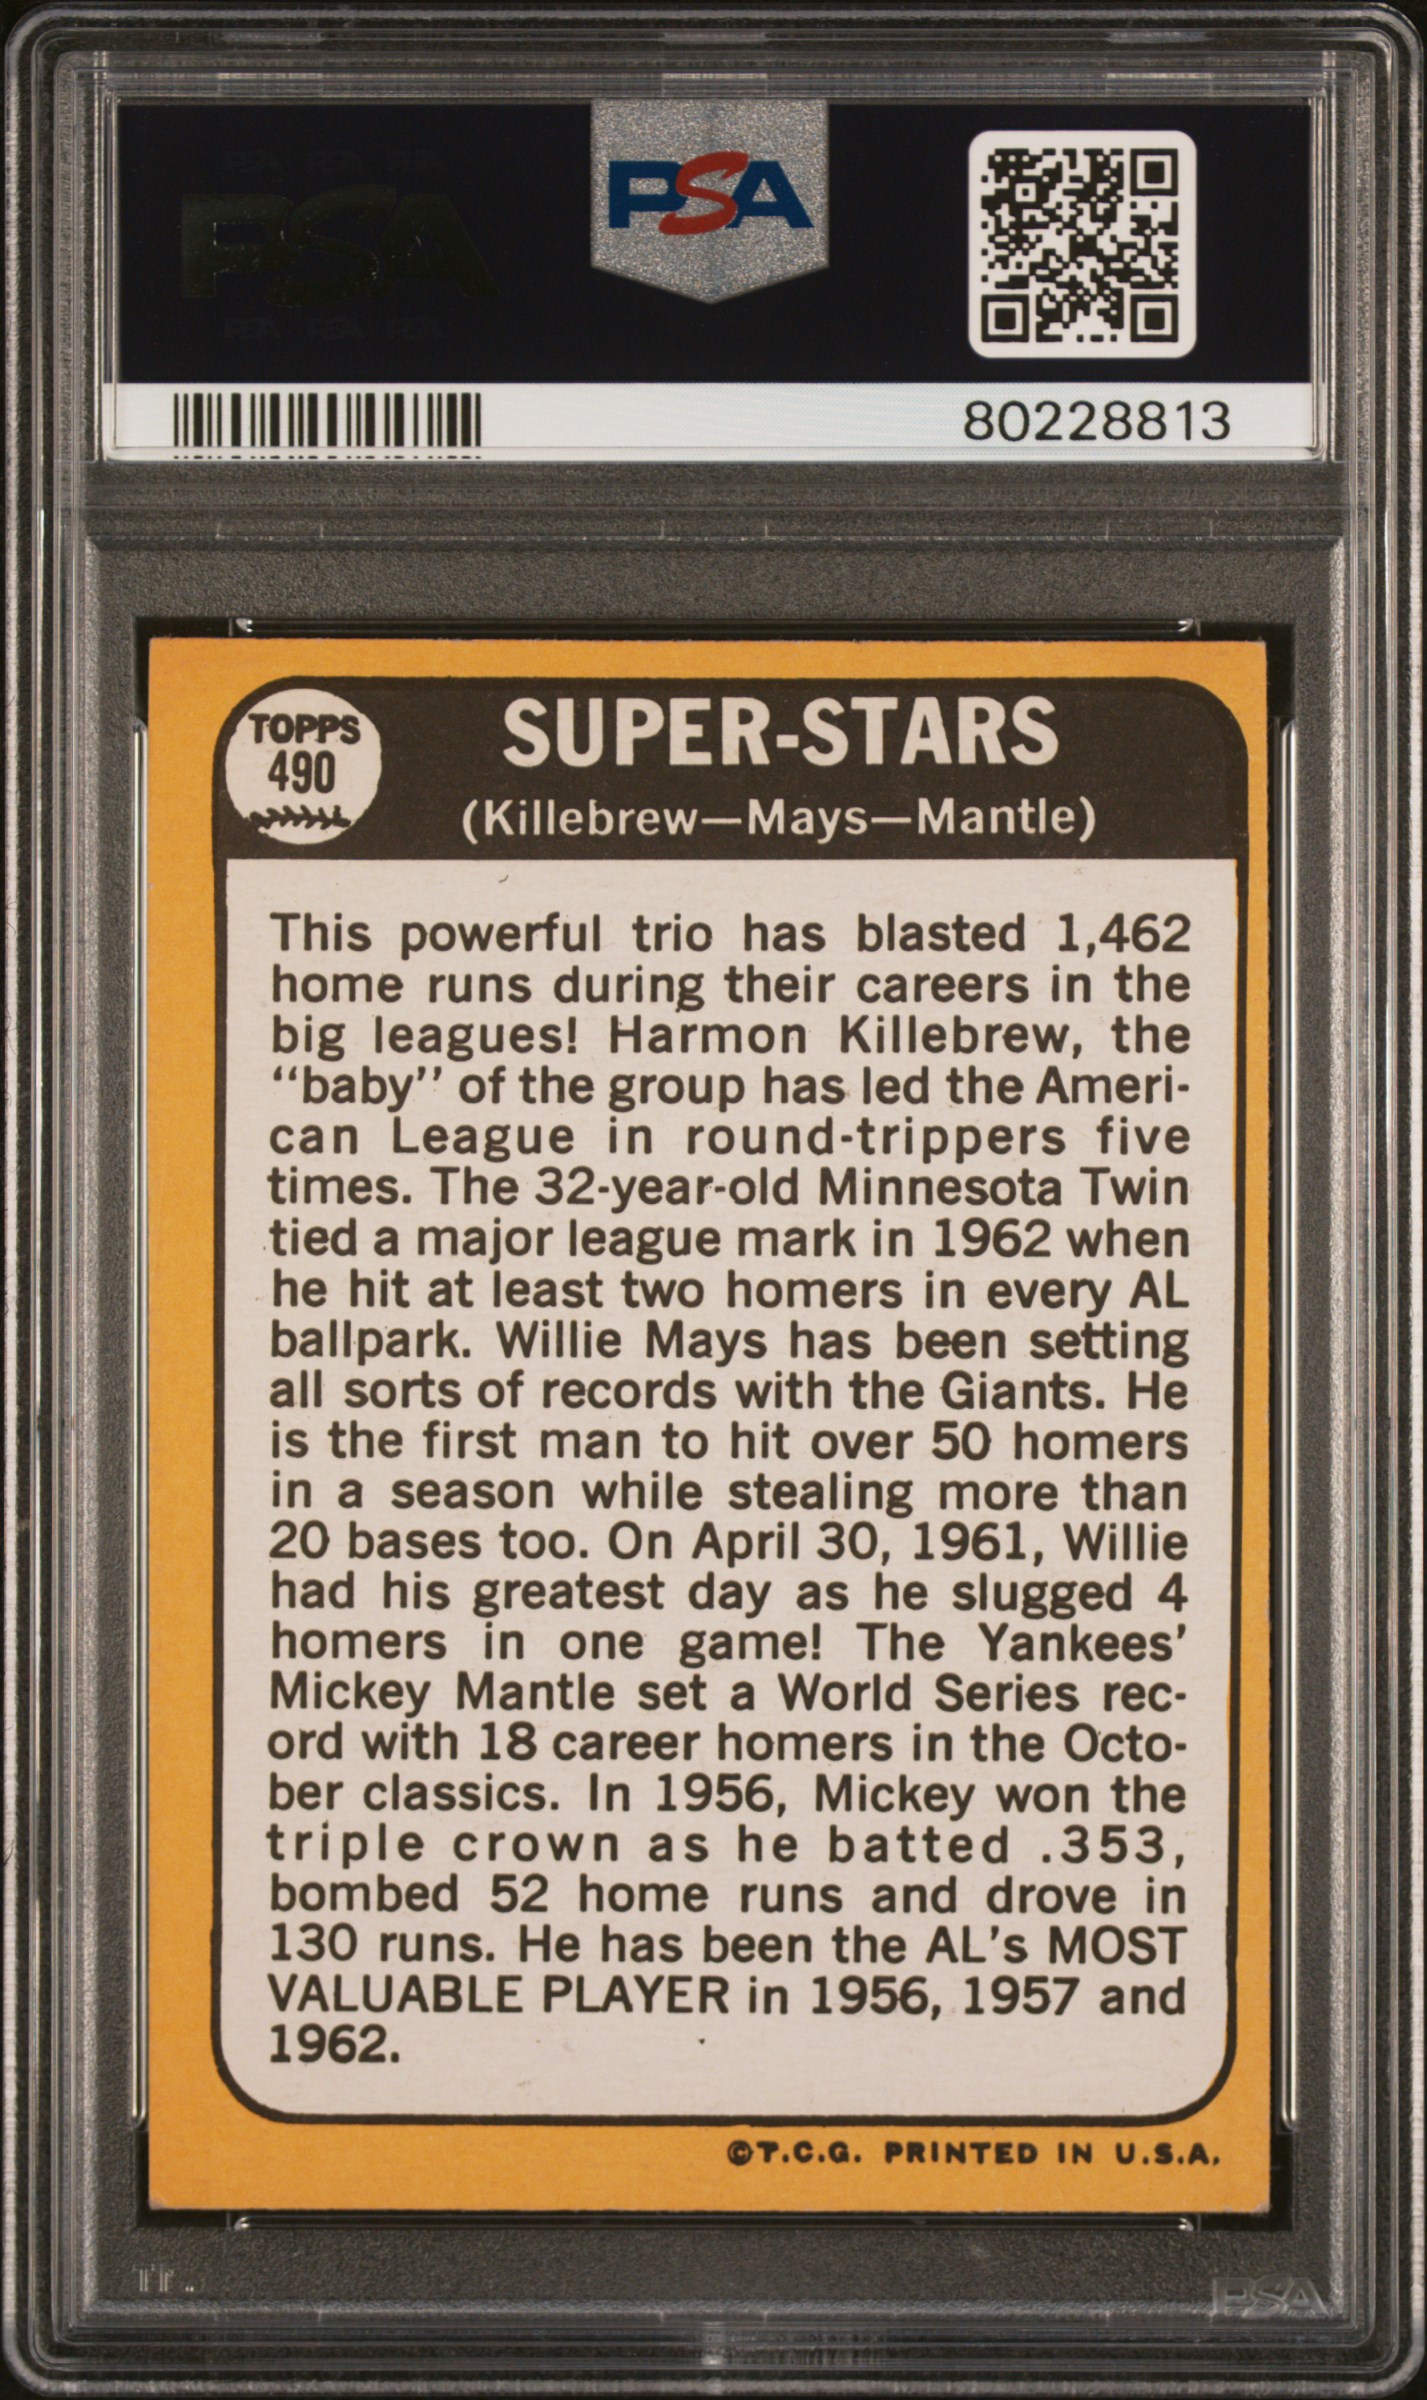 PSA PSA PSA
PSA
PSA PSA PSA
PSA
80228813
TOPPS
490
SUPER-STARS
(Killebrew—Mays—Mantle)
This powerful trio has blasted 1,462
home runs during their careers in the
big leagues! Harmon Killebrew, the
“baby” of the group has led the Ameri-
can League in round-trippers five
times. The 32-year-old Minnesota Twin
tied a major league mark in 1962 when
he hit at least two homers in every AL
ballpark. Willie Mays has been setting
all sorts of records with the Giants. He
is the first man to hit over 50 homers
in a season while stealing more than
20 bases too. On April 30, 1961, Willie
had his greatest day as he slugged 4
homers in one game! The Yankees’
Mickey Mantle set a World Series rec-
ord with 18 career homers in the Octo-
ber classics. In 1956, Mickey won the
triple crown as he batted .353,
bombed 52 home runs and drove in
130 runs. He has been the AL’s MOST
VALUABLE PLAYER in 1956, 1957 and
1962.
©T.C.G. PRINTED IN U.S.A.
PSA